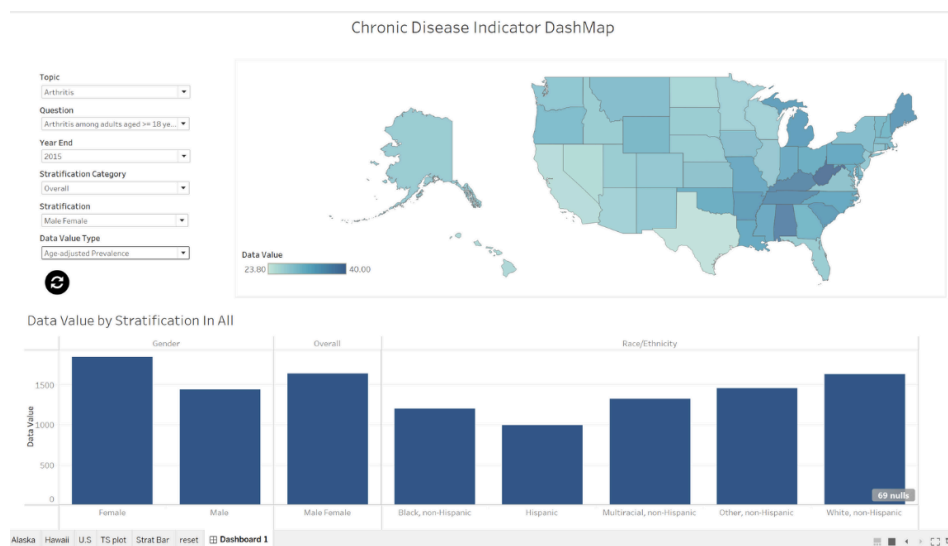 Chronic Disease Indicator DashMap
Topic
Arthritis
Question
Arthritis among adults aged >= 18 ye...
Year End
2015
Stratification Category
Overall
Stratification
Male Female
Data Value Type
Age-adjusted Prevalence
Data Value
23.80 40.00
Data Value by Stratification In All
Gender Overall Race/Ethnicity
Data Value
1500
1000
500
0
69 nulls
Female Male Male Female Black, non-Hispanic Hispanic Multiracial, non-Hispanic Other, non-Hispanic White, non-Hispanic
Alaska Hawaii U.S TS plot Strat Bar reset Dashboard 1